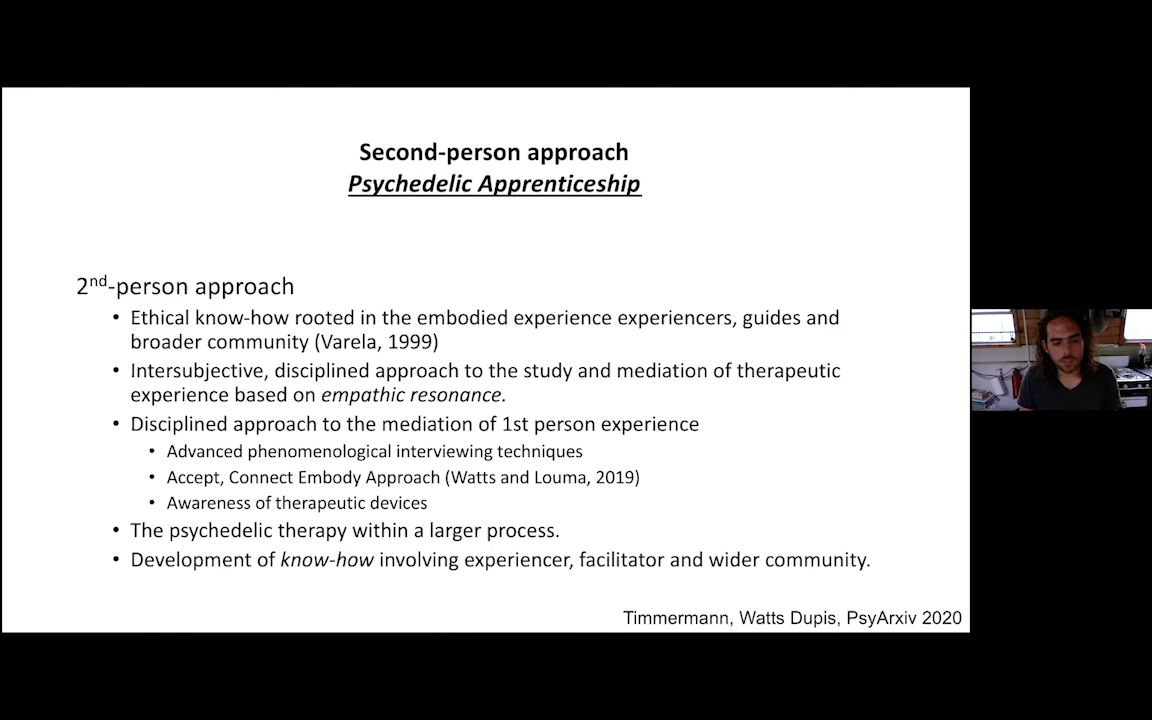 Second-person approach
Psychedelic Apprenticeship
2nd-person approach
• Ethical know-how rooted in the embodied experience experiencers, guides and
broader community (Varela, 1999)
• Intersubjective, disciplined approach to the study and mediation of therapeutic
experience based on empathic resonance.
• Disciplined approach to the mediation of 1st person experience
• Advanced phenomenological interviewing techniques
• Accept, Connect Embody Approach (Watts and Louma, 2019)
• Awareness of therapeutic devices
• The psychedelic therapy within a larger process.
• Development of know-how involving experiencer, facilitator and wider community.
Timmermann, Watts Dupis, PsyArxiv 2020